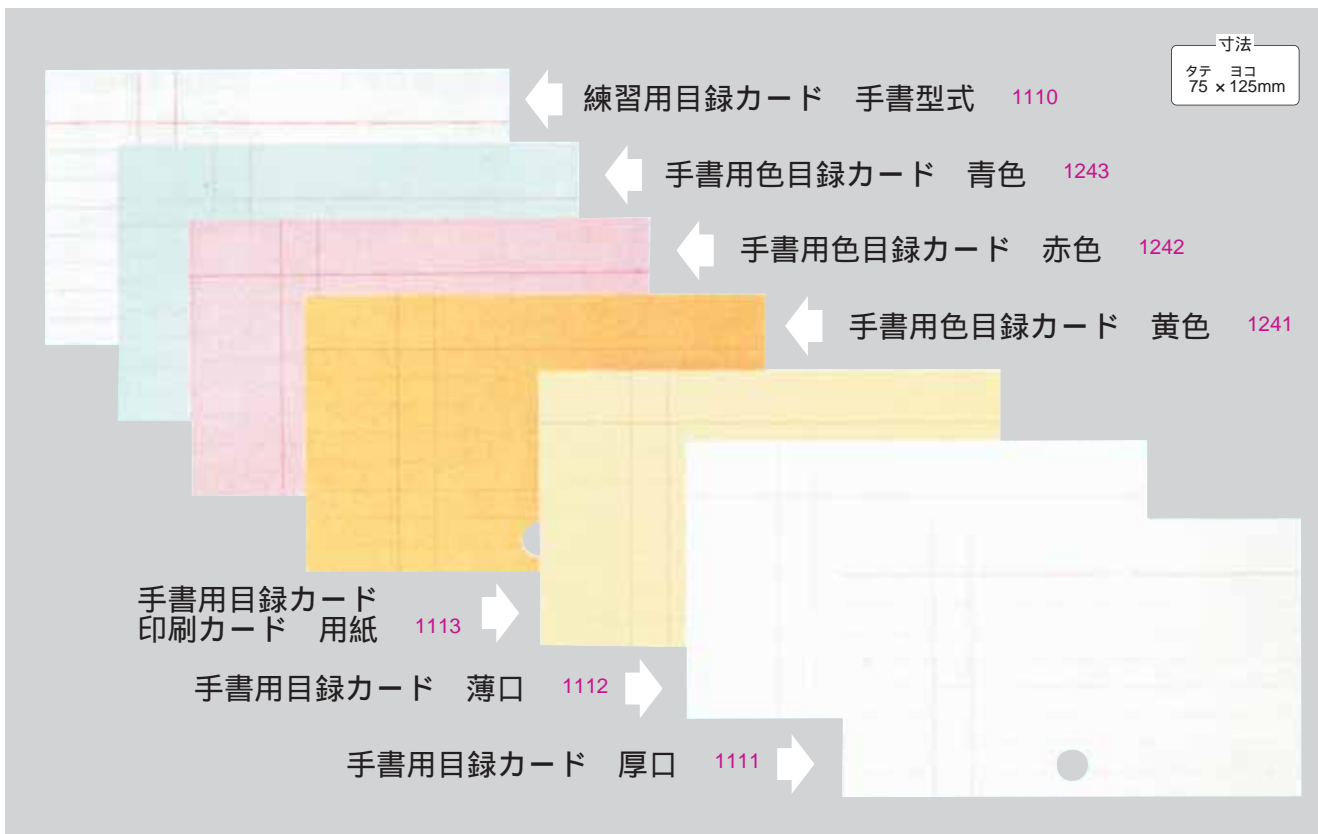 寸法
タテ　ヨコ
75 × 125mm
練習用目録カード　手書型式　1110
手書用色目録カード　青色　1243
手書用色目録カード　赤色　1242
手書用色目録カード　黄色　1241
手書用目録カード
印刷カード　用紙　1113
手書用目録カード　薄口　1112
手書用目録カード　厚口　1111